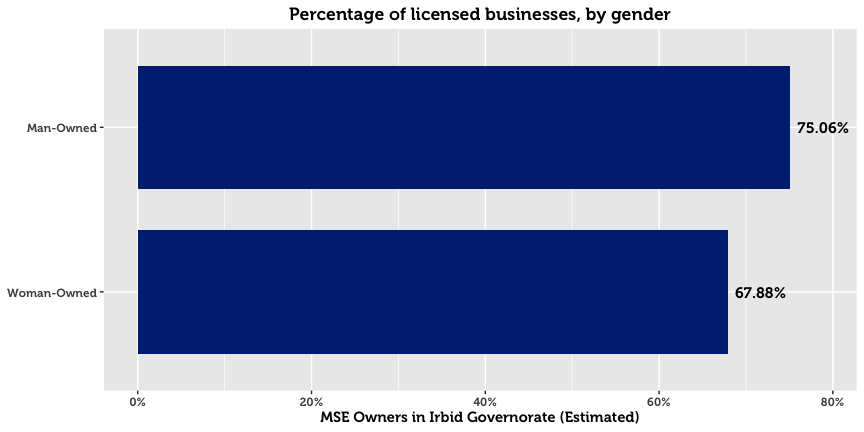 Percentage of licensed businesses, by gender
Man-Owned
75.06%
Woman-Owned
67.88%
0%
20%
40%
60%
80%
MSE Owners in Irbid Governorate (Estimated)